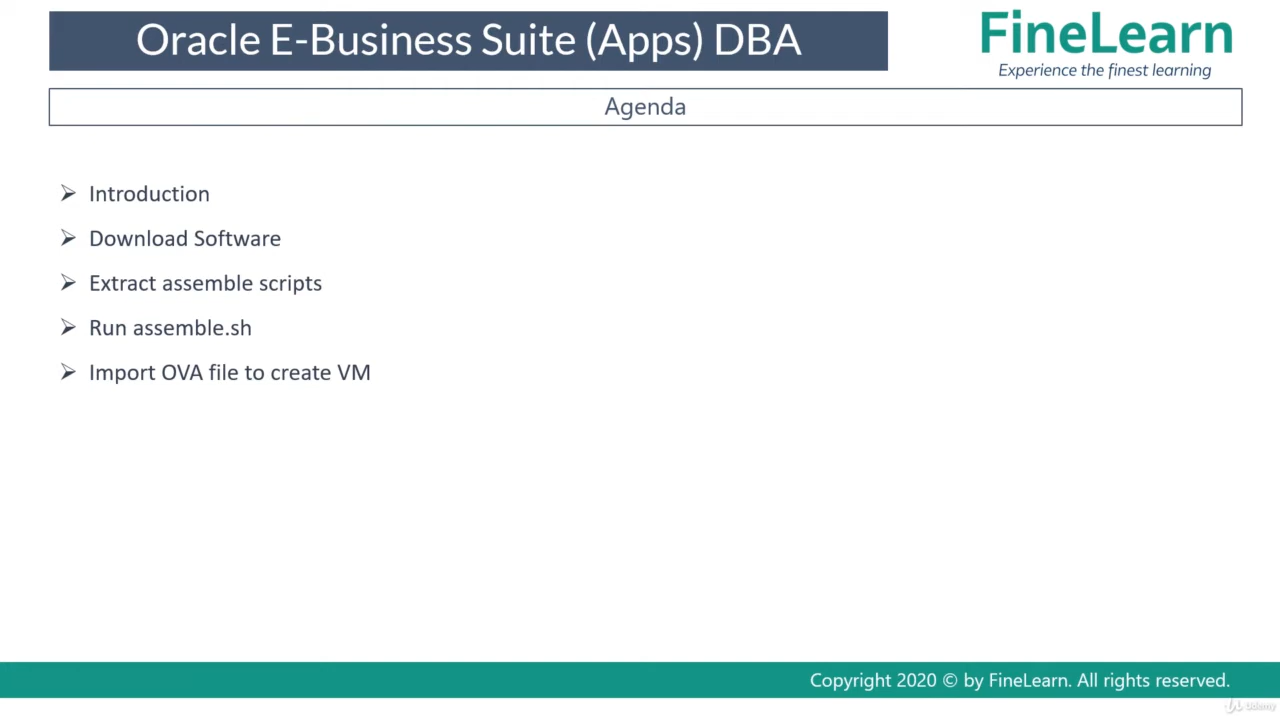 Oracle E-Business Suite (Apps) DBA
FineLearn
Experience the finest learning
Agenda
Introduction
Download Software
Extract assemble scripts
Run assemble.sh
Import OVA file to create VM
Copyright 2020 © by FineLearn. All rights reserved.
Udemy